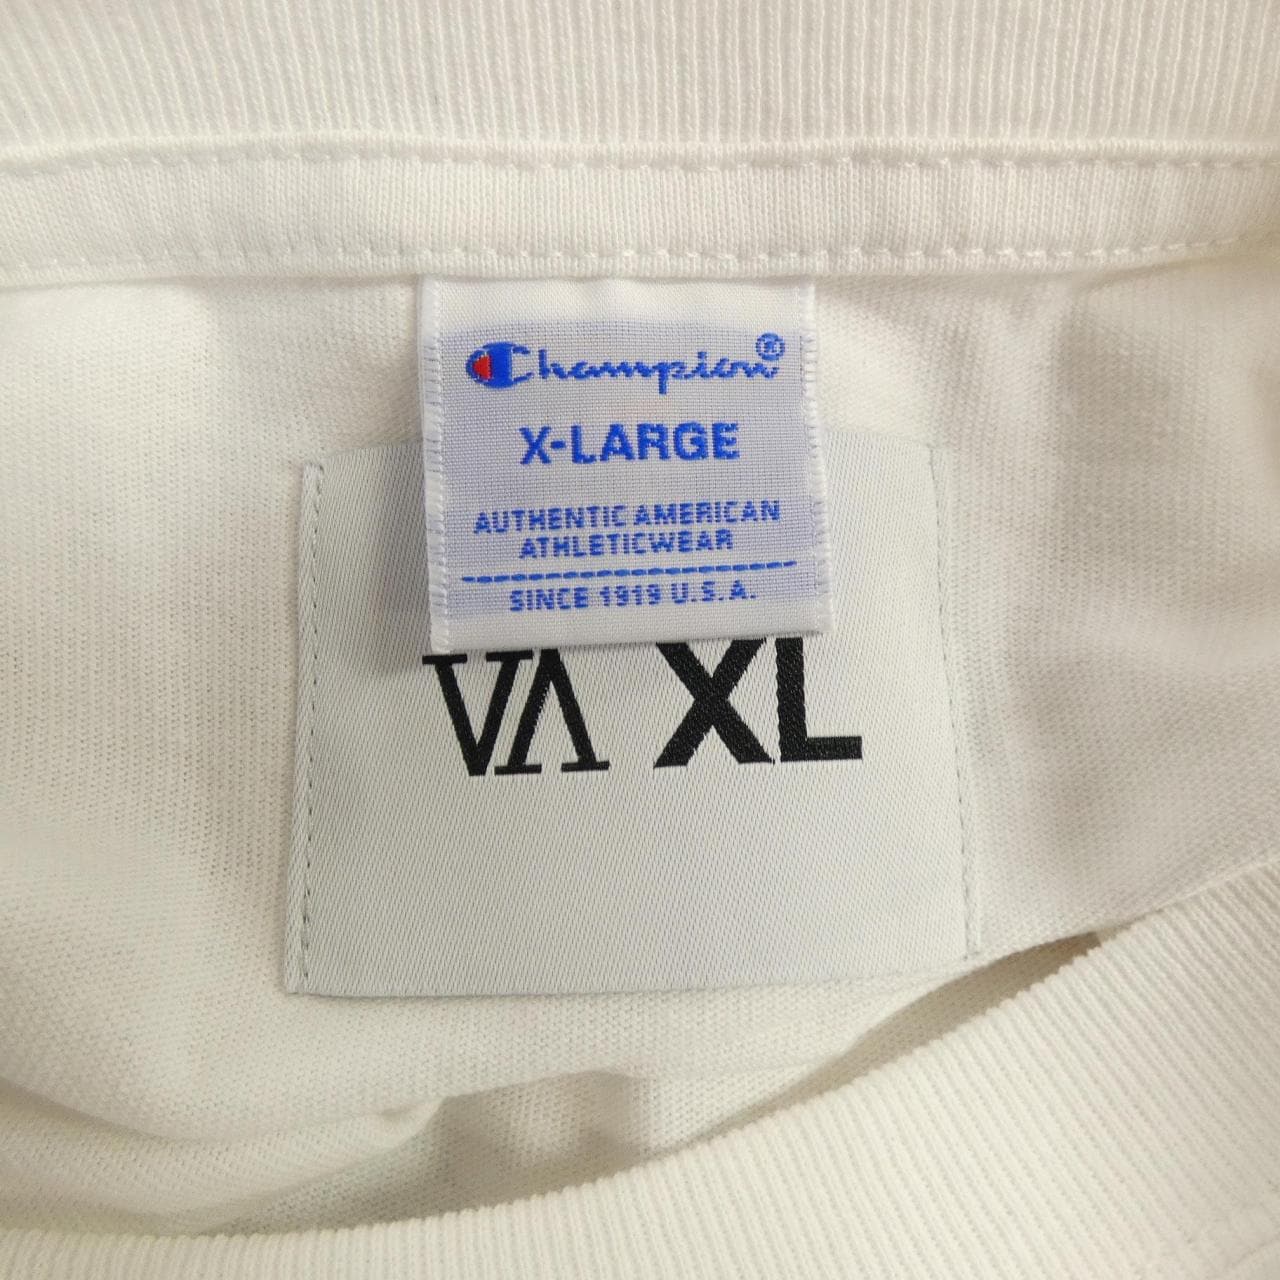 Champion®
X-LARGE
AUTHENTIC AMERICAN
ATHLETICWEAR
SINCE 1919 U.S.A.
VΛ XL